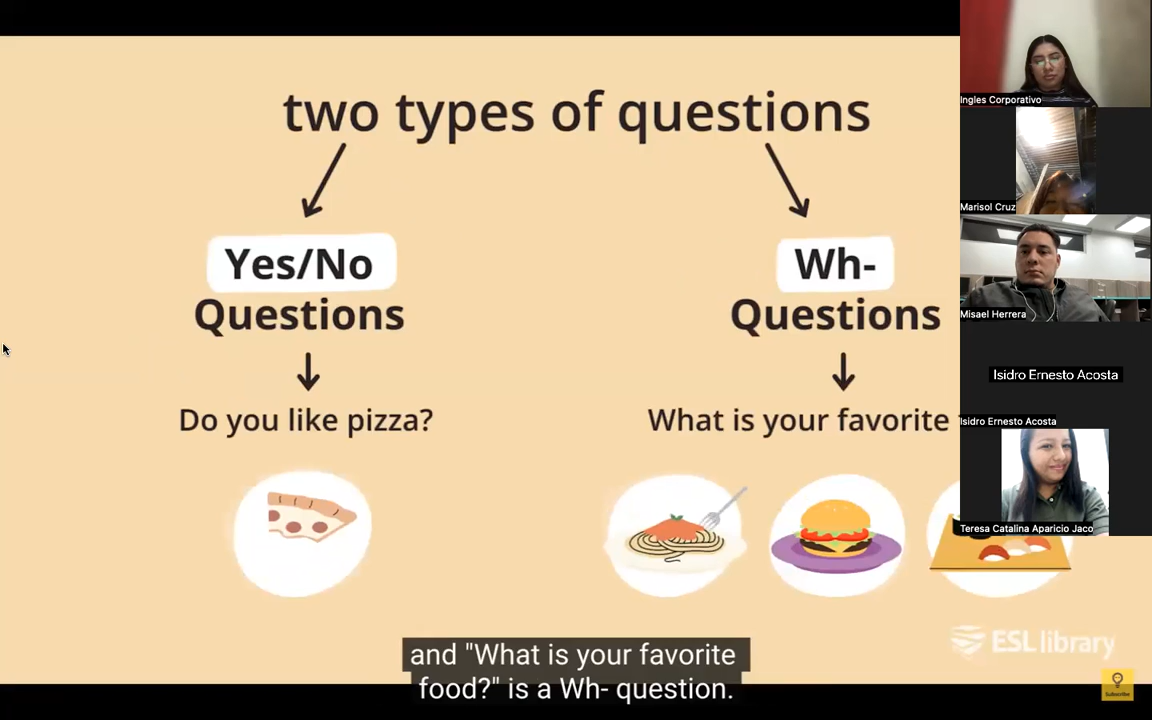 two types of questions
Yes/No
Questions
Wh-
Questions
Do you like pizza?
What is your favorite
ESL library
Subscribe
and "What is your favorite
food?" is a Wh- question.
Ingles Corporativo
Marisol Cruz
Misael Herrera
Isidro Ernesto Acosta
Isidro Ernesto Acosta
Teresa Catalina Aparicio Jaco